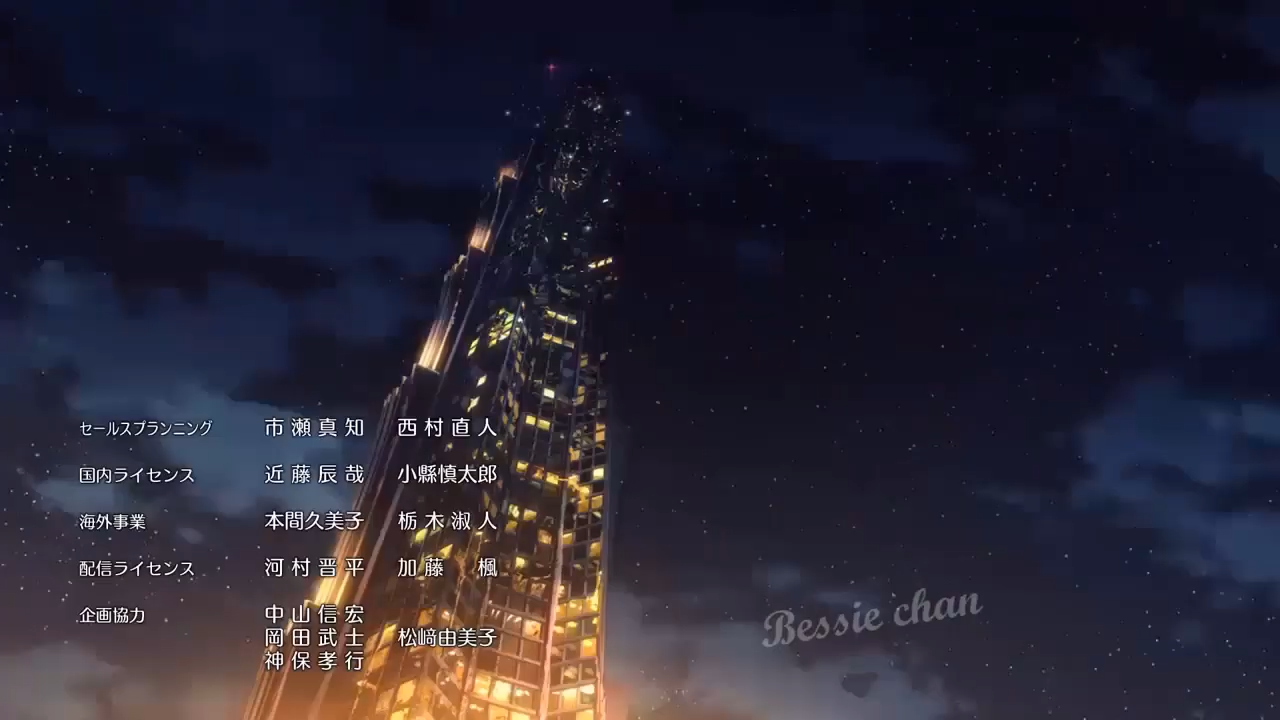 セールスプランニング 市瀬真知 西村直人
国内ライセンス 近藤辰哉 小縣慎太郎
海外事業 本間久美子 栃木淑人
配信ライセンス 河村晋平 加藤 楓
企画協力 中山信宏
岡田武士 松﨑由美子
神保孝行
Bessie chan